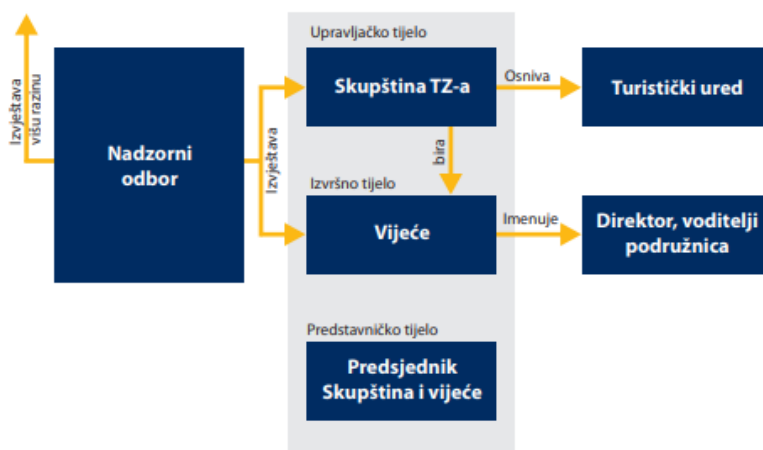 Izvještava
višu razinu
Nadzorni
odbor
Izvještava
Upravljačko tijelo
Skupština TZ-a
Osniva
Turistički ured
bira
Izvršno tijelo
Vijeće
Imenuje
Direktor, voditelji
podružnica
Predstavničko tijelo
Predsjednik
Skupština i vijeće